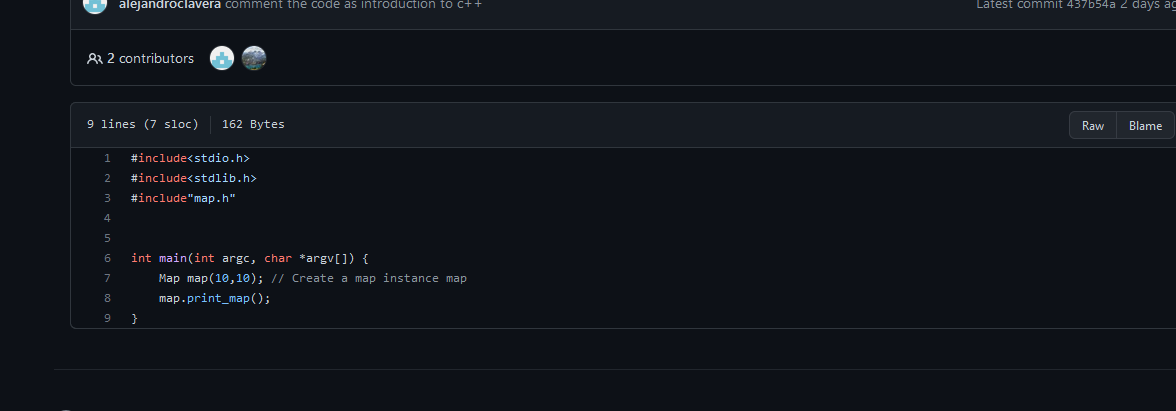 alejandroclavera comment the code as introduction to c++
Latest commit 437b54a 2 days ag
2 contributors
9 lines (7 sloc) 162 Bytes
Raw Blame
1 #include<stdio.h>
2 #include<stdlib.h>
3 #include"map.h"
4
5
6 int main(int argc, char *argv[]) {
7     Map map(10,10); // Create a map instance map
8     map.print_map();
9 }